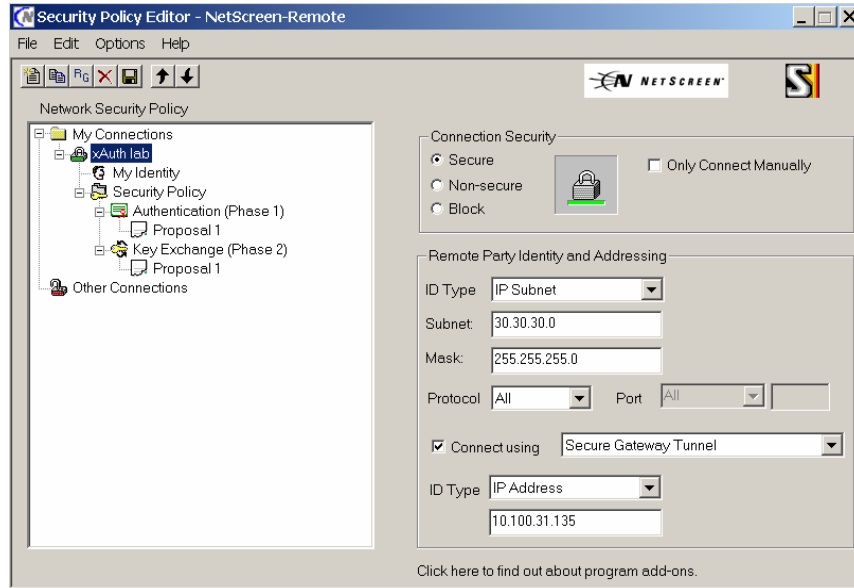 Security Policy Editor - NetScreen-Remote
File Edit Options Help
RG
NETSCREEN
Network Security Policy
My Connections
xAuth lab
My Identity
Security Policy
Authentication (Phase 1)
Proposal 1
Key Exchange (Phase 2)
Proposal 1
Other Connections
Connection Security
Secure
Only Connect Manually
Non-secure
Block
Remote Party Identity and Addressing
ID Type IP Subnet
Subnet: 30.30.30.0
Mask: 255.255.255.0
Protocol All Port All
Connect using Secure Gateway Tunnel
ID Type IP Address
10.100.31.135
Click here to find out about program add-ons.